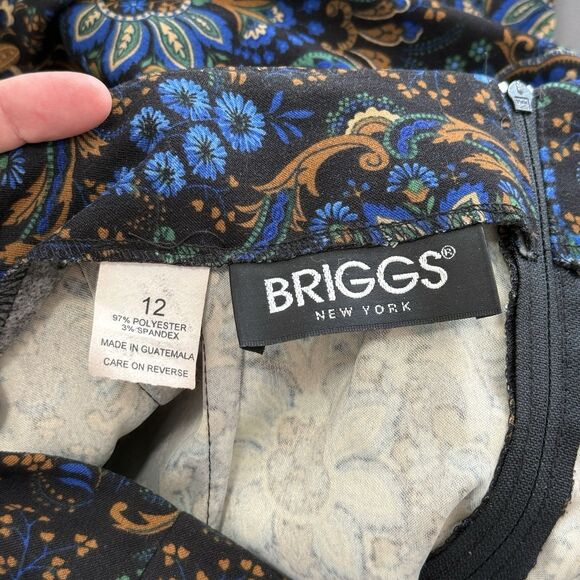 12
97% POLYESTER
3% SPANDEX
MADE IN GUATEMALA
CARE ON REVERSE
BRIGGS®
NEW YORK